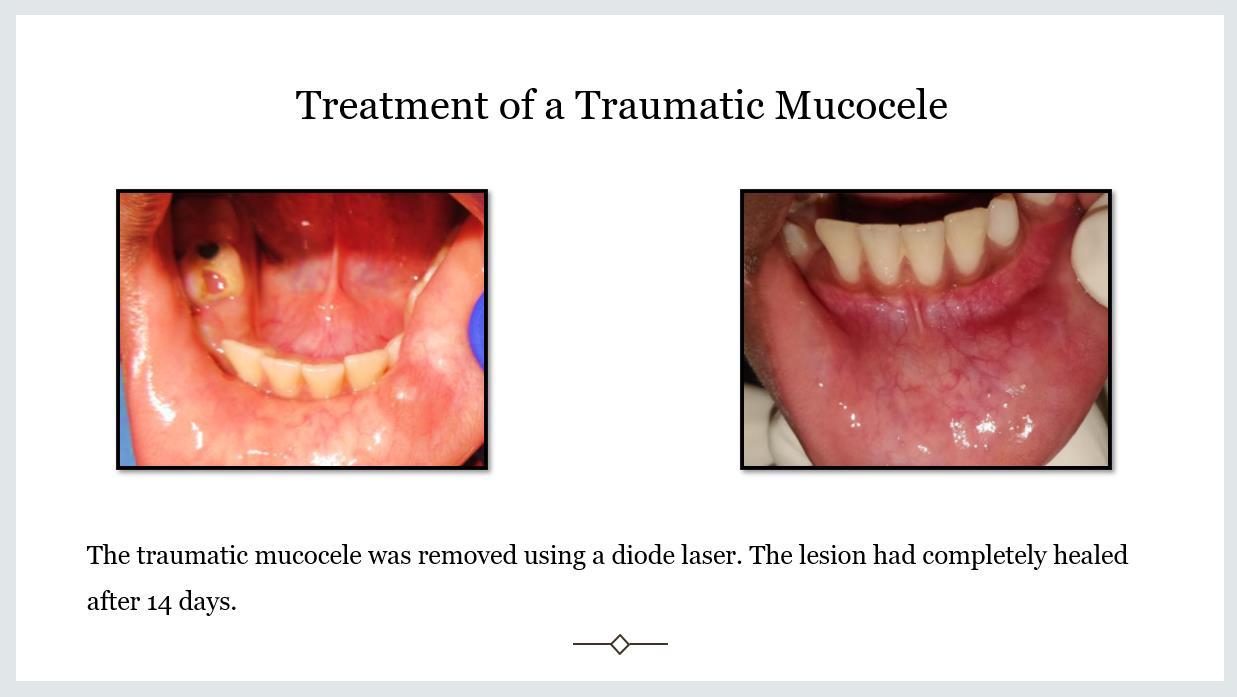 Treatment of a Traumatic Mucocele
The traumatic mucocele was removed using a diode laser. The lesion had completely healed
after 14 days.